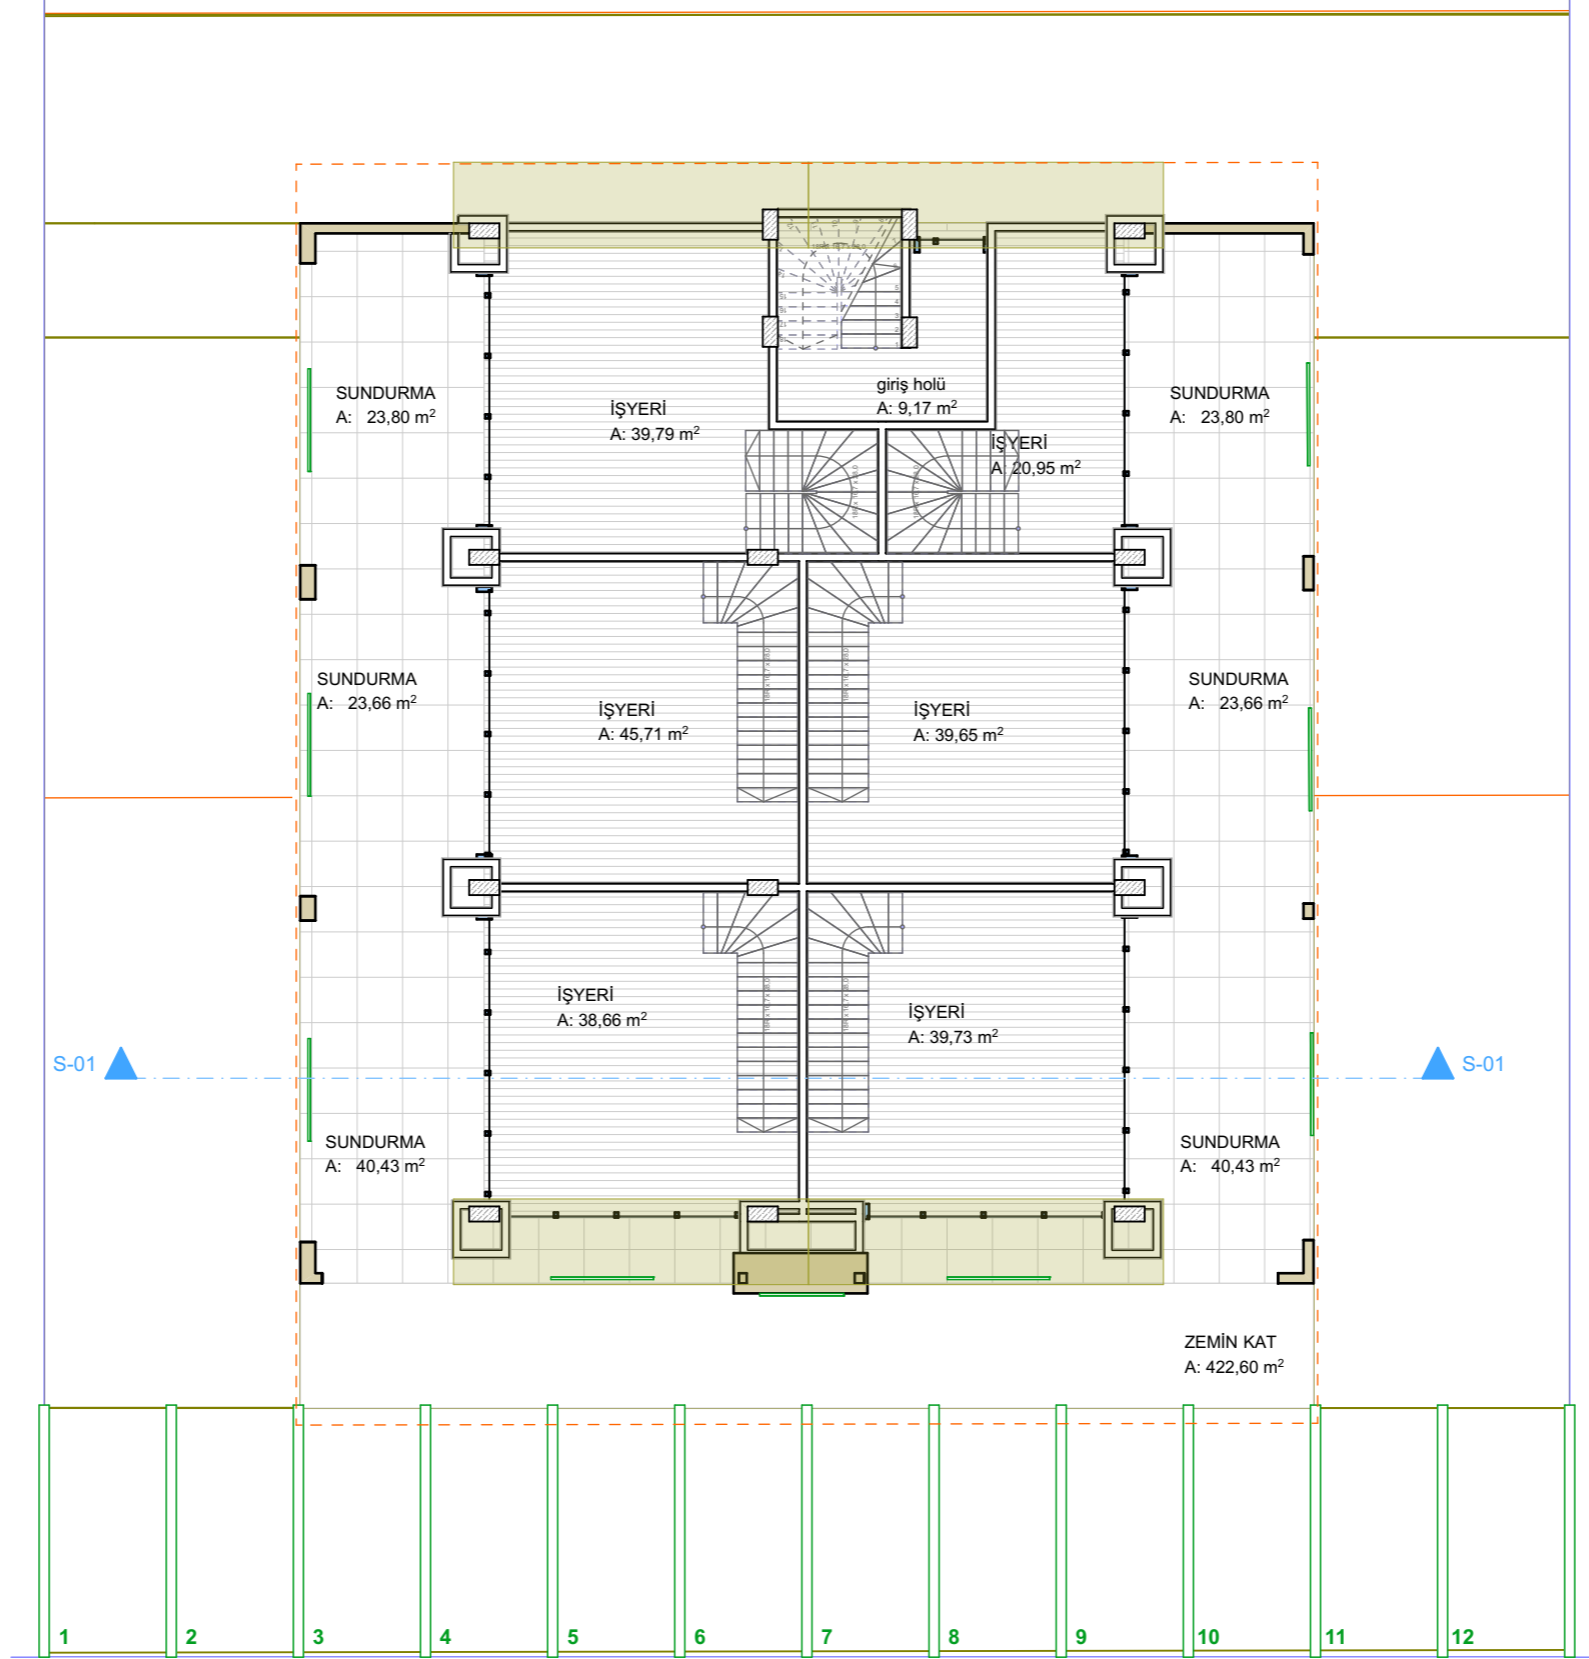 SUNDURMA
A: 23,80 m²
İŞYERİ
A: 39,79 m²
giriş holü
A: 9,17 m²
İŞYERİ
A: 20,95 m²
SUNDURMA
A: 23,80 m²
SUNDURMA
A: 23,66 m²
İŞYERİ
A: 45,71 m²
İŞYERİ
A: 39,65 m²
SUNDURMA
A: 23,66 m²
İŞYERİ
A: 38,66 m²
İŞYERİ
A: 39,73 m²
S-01
S-01
SUNDURMA
A: 40,43 m²
SUNDURMA
A: 40,43 m²
ZEMİN KAT
A: 422,60 m²
1 2 3 4 5 6 7 8 9 10 11 12